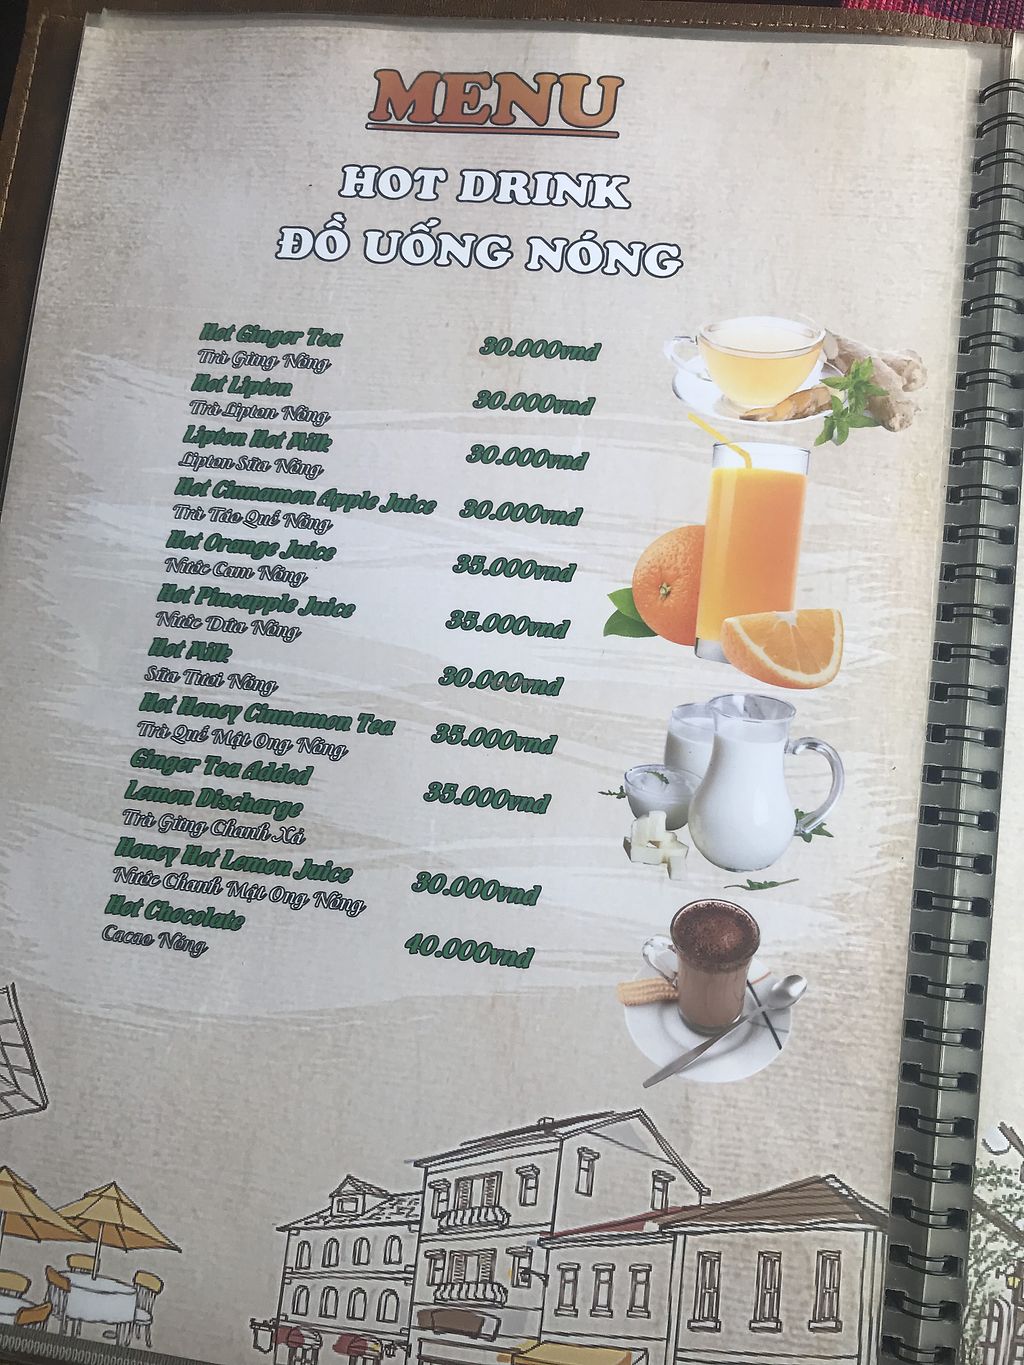 MENU
HOT DRINK
ĐỒ UỐNG NÓNG
Hot Ginger Tea 30.000vnd
Trà Gừng Nóng
Hot Lipton 30.000vnd
Trà Lipton Nóng
Lipton Hot Milk 30.000vnd
Lipton Sữa Nóng
Hot Cinnamon Apple Juice 30.000vnd
Trà Táo Quế Nóng
Hot Orange Juice 35.000vnd
Nước Cam Nóng
Hot Pineapple Juice 35.000vnd
Nước Dứa Nóng
Hot Milk 30.000vnd
Sữa Tươi Nóng
Hot Honey Cinnamon Tea 35.000vnd
Trà Quế Mật Ong Nóng
Ginger Tea Added
Lemon Discharge 35.000vnd
Trà Gừng Chanh Xả
Honey Hot Lemon Juice 30.000vnd
Nước Chanh Mật Ong Nóng
Hot Chocolate 40.000vnd
Cacao Nóng